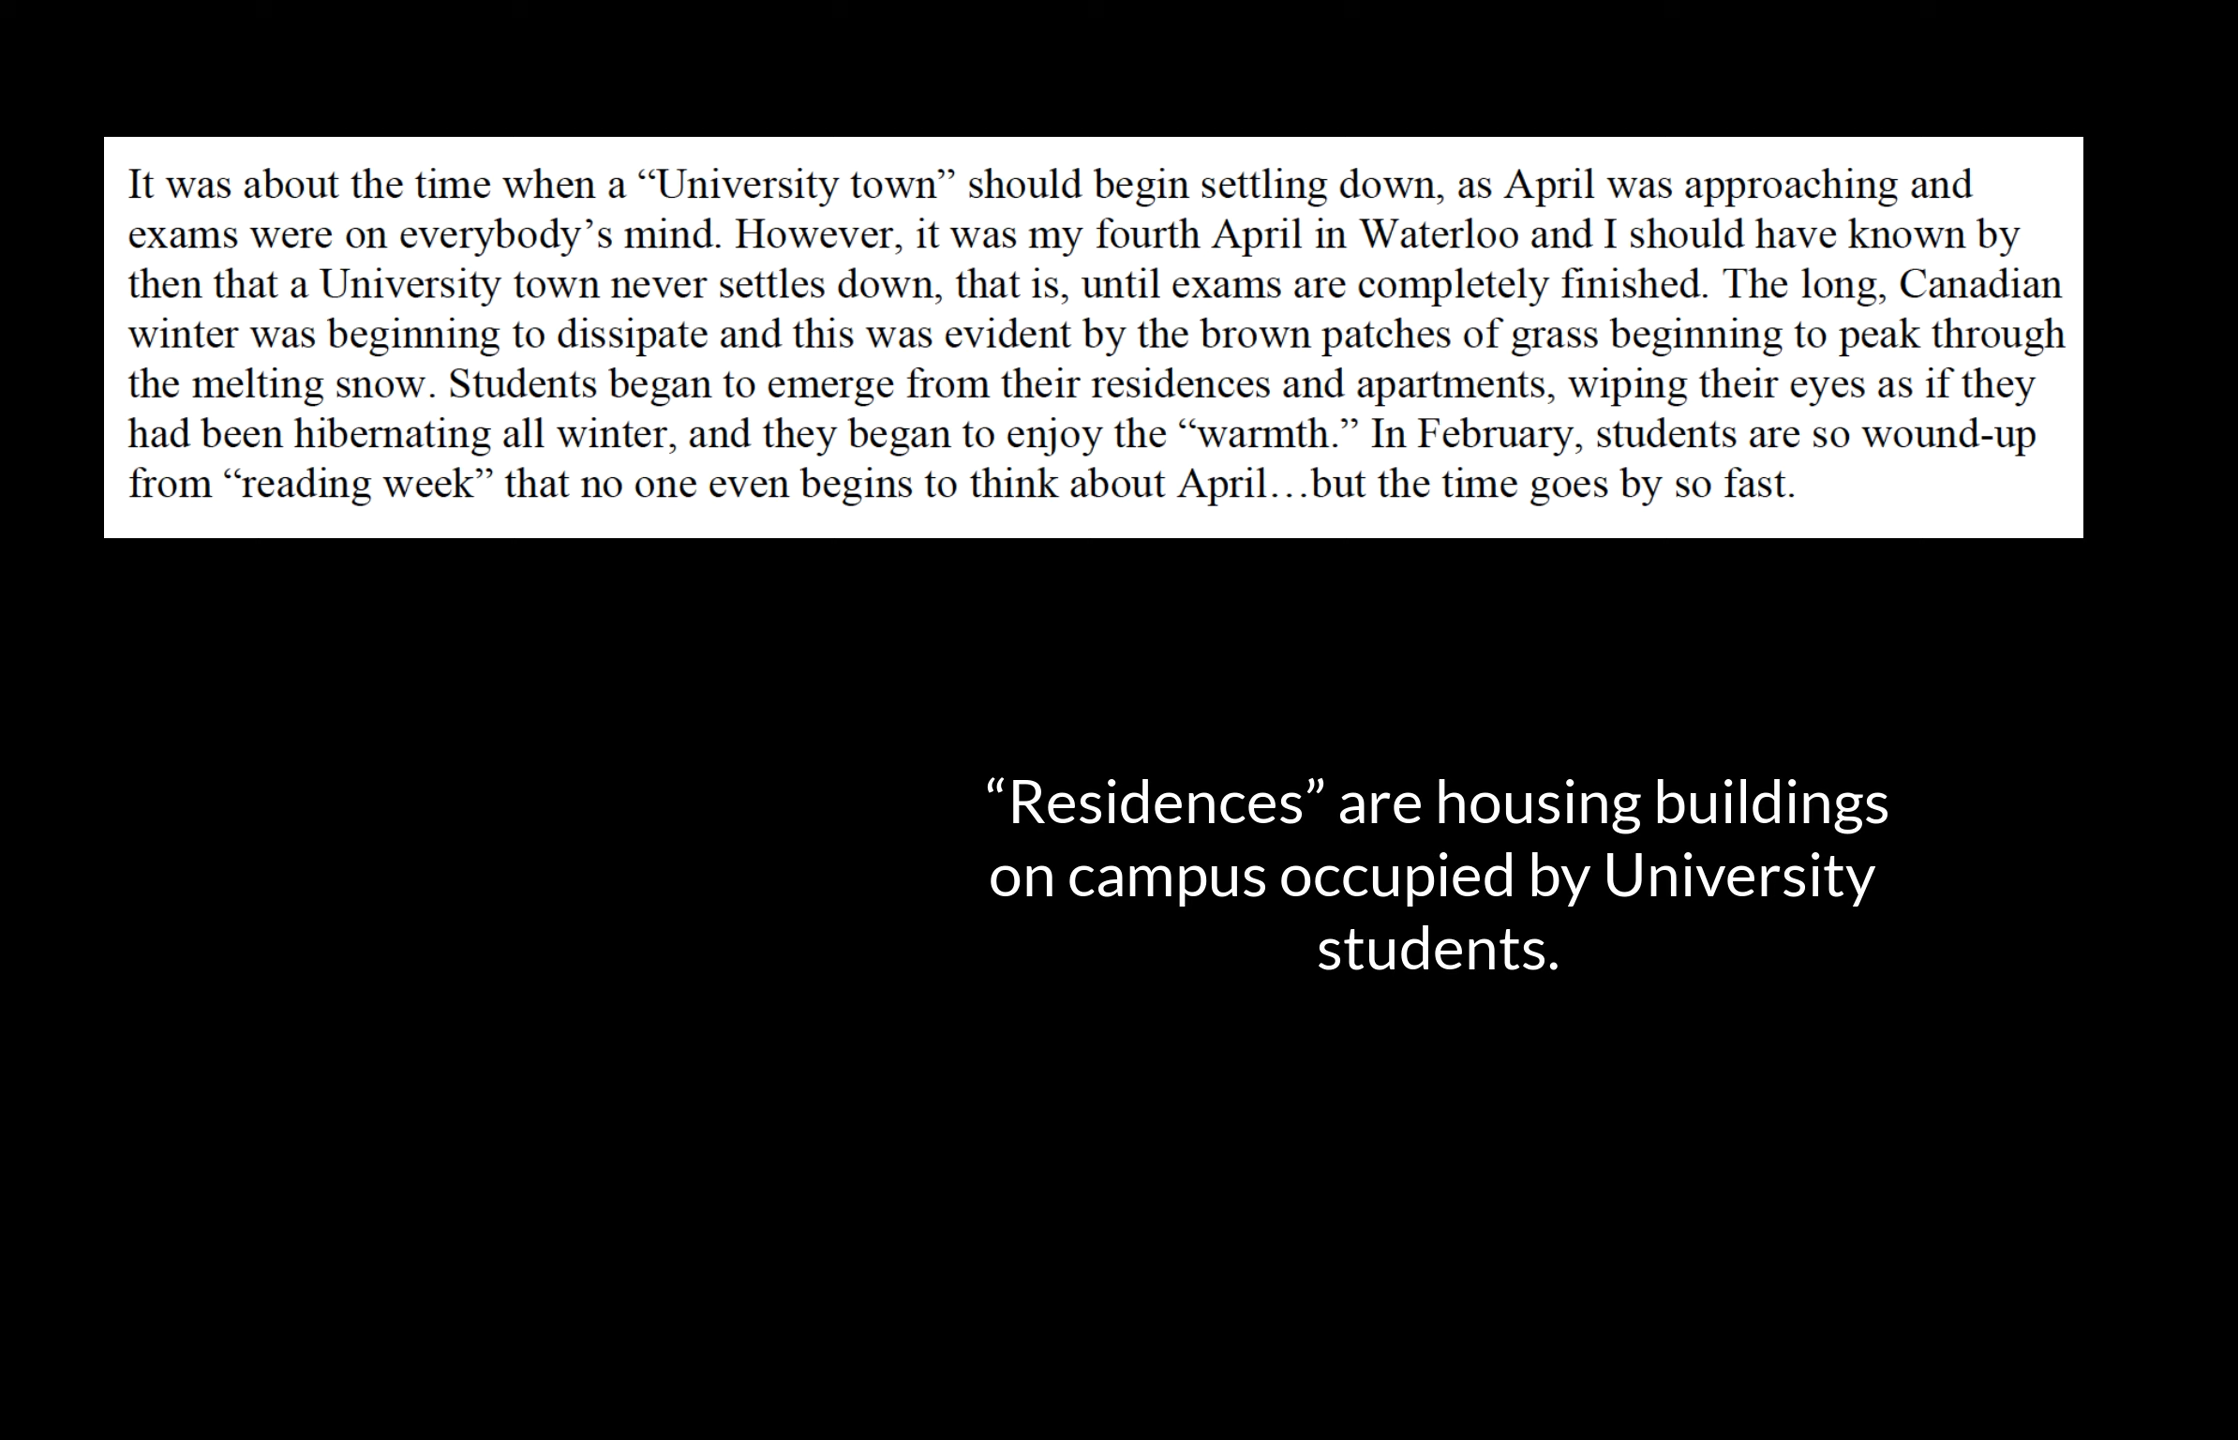 It was about the time when a “University town” should begin settling down, as April was approaching and
exams were on everybody’s mind. However, it was my fourth April in Waterloo and I should have known by
then that a University town never settles down, that is, until exams are completely finished. The long, Canadian
winter was beginning to dissipate and this was evident by the brown patches of grass beginning to peak through
the melting snow. Students began to emerge from their residences and apartments, wiping their eyes as if they
had been hibernating all winter, and they began to enjoy the “warmth.” In February, students are so wound-up
from “reading week” that no one even begins to think about April…but the time goes by so fast.
“Residences” are housing buildings
on campus occupied by University
students.